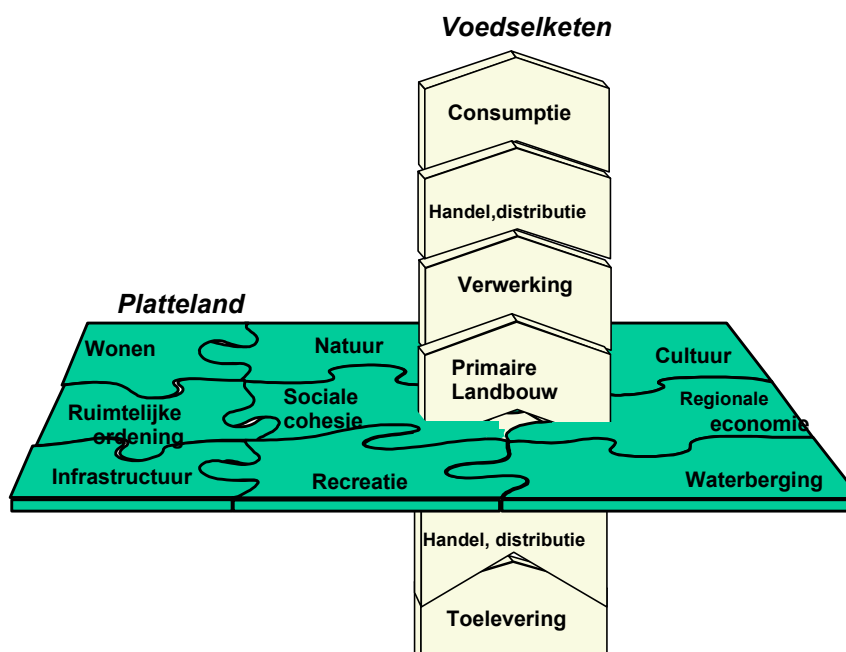 Voedselketen
Consumptie
Handel,distributie
Verwerking
Platteland
Wonen
Natuur
Primaire
Landbouw
Cultuur
Ruimtelijke
ordening
Sociale
cohesie
Regionale
economie
Infrastructuur
Recreatie
Waterberging
Handel, distributie
Toelevering